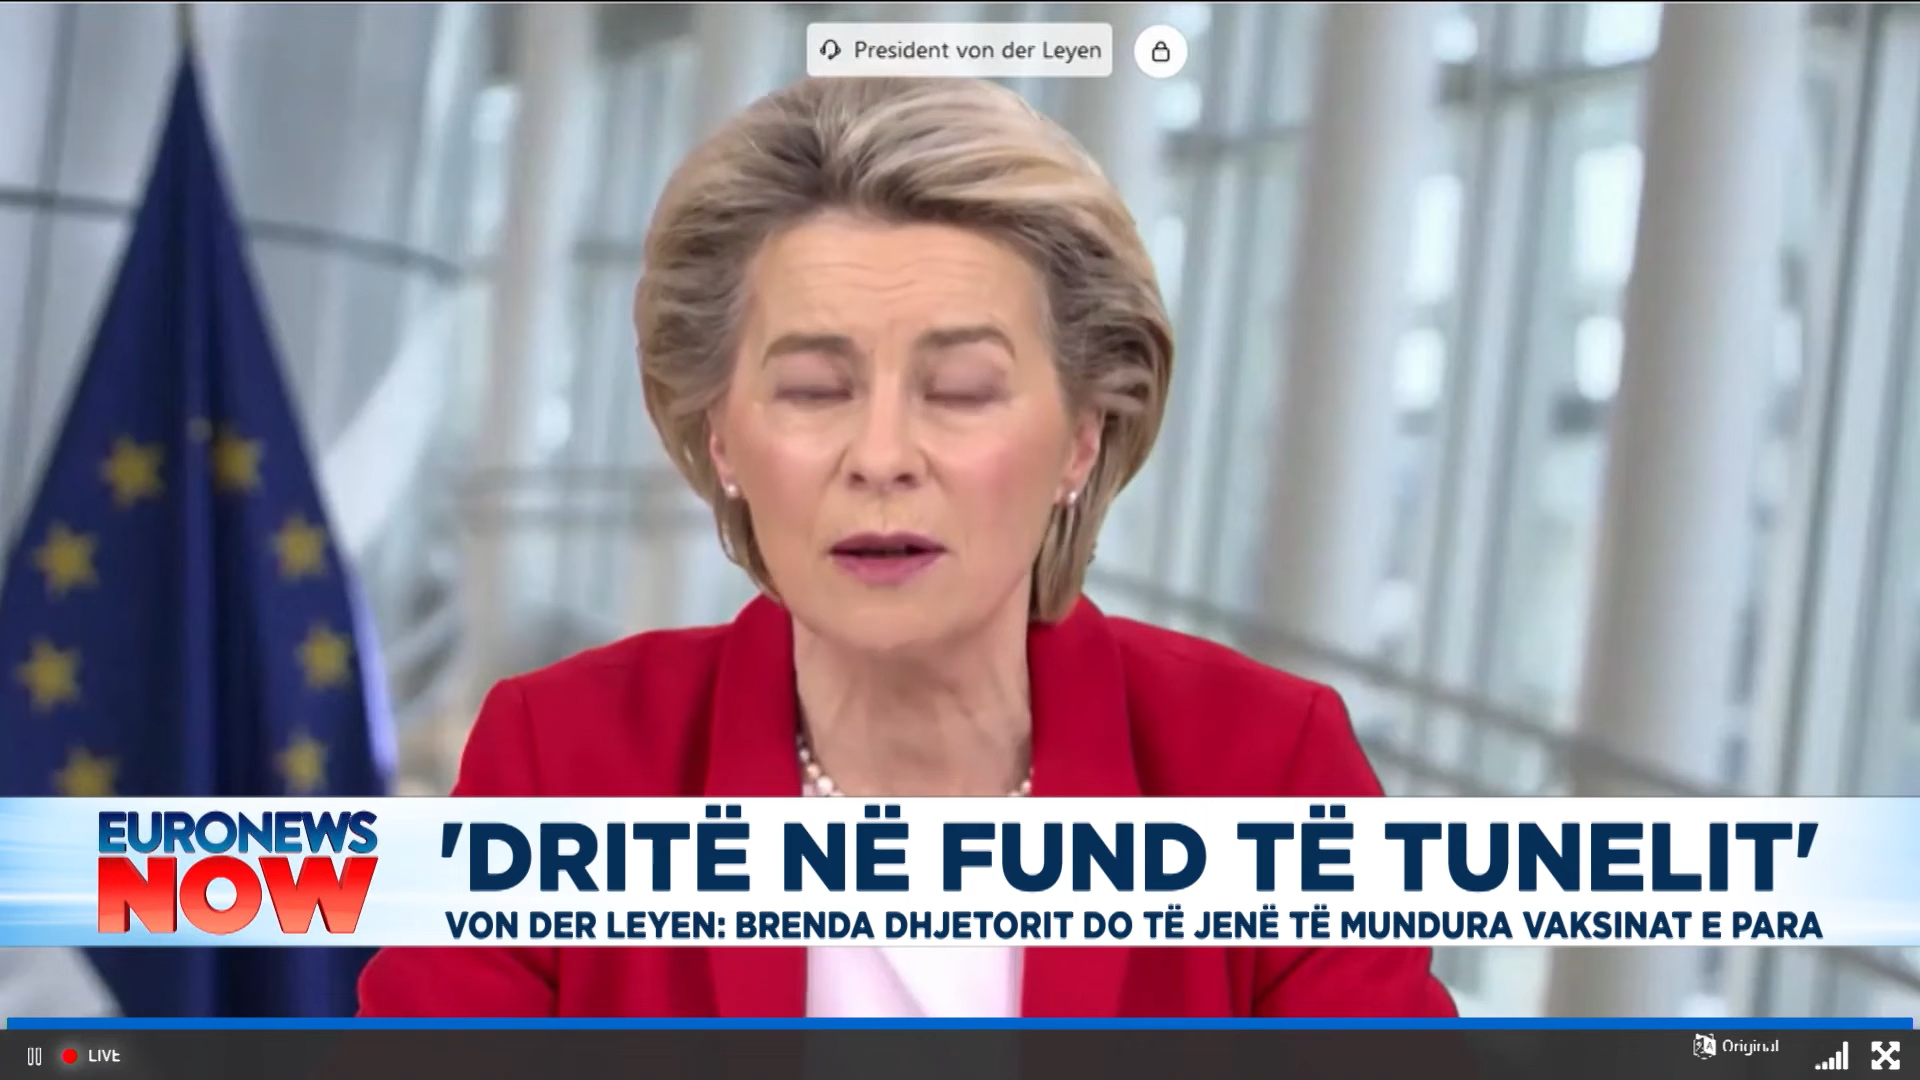 President von der Leyen
EURONEWS
NOW
'DRITË NË FUND TË TUNELIT'
VON DER LEYEN: BRENDA DHJETORIT DO TË JENË TË MUNDURA VAKSINAT E PARA
LIVE
Original